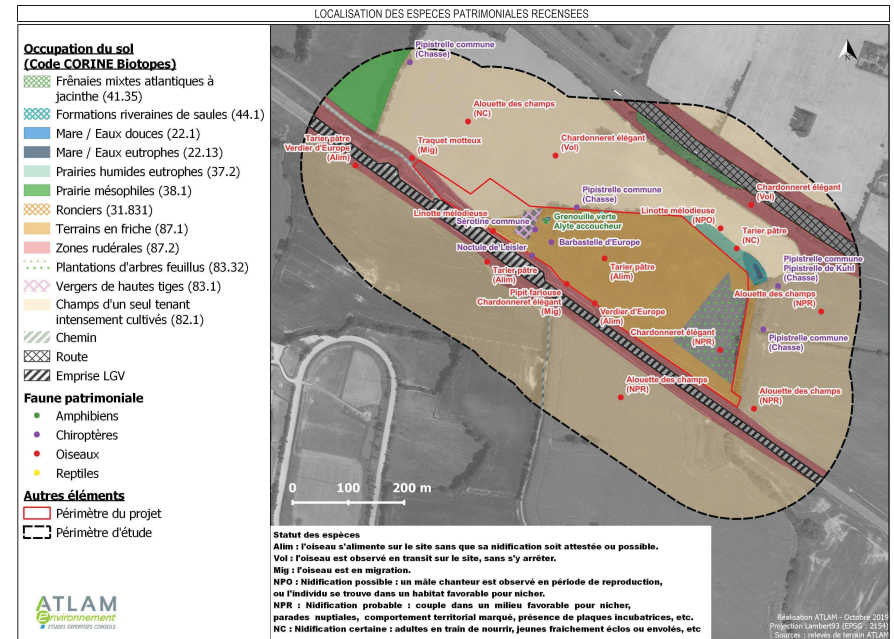 LOCALISATION DES ESPECES PATRIMONIALES RECENSEES
Occupation du sol
(Code CORINE Biotopes)
Frênaies mixtes atlantiques à
jacinthe (41.35)
Formations riveraines de saules (44.1)
Mare / Eaux douces (22.1)
Mare / Eaux eutrophes (22.13)
Prairies humides eutrophes (37.2)
Prairie mésophiles (38.1)
Ronciers (31.831)
Terrains en friche (87.1)
Zones rudérales (87.2)
Plantations d'arbres feuillus (83.32)
Vergers de hautes tiges (83.1)
Champs d'un seul tenant
intensement cultivés (82.1)
Chemin
Route
Emprise LGV
Faune patrimoniale
Amphibiens
Chiroptères
Oiseaux
Reptiles
Autres éléments
Périmètre du projet
Périmètre d'étude
ATLAM
Environnement
ETUDES EXPERTISES CONSEILS
Pipistrelle commune
(Chasse)
Alouette des champs
(NC)
Tarier pâtre
Verdier d'Europe
(Alim)
Traquet motteux
(Mig)
Chardonneret élégant
(Vol)
Pipistrelle commune
(Chasse)
Chardonneret élégant
(Vol)
Linotte mélodieuse
Sérotine commune
Grenouille verte
Alyte accoucheur
Linotte mélodieuse
(NPO)
Tarier pâtre
(NC)
Noctule de Leisler
Barbastelle d'Europe
Tarier pâtre
(Alim)
Tarier pâtre
(Alim)
Pipistrelle commune
Pipistrelle de Kuhl
(Chasse)
Pipit farlouse
Chardonneret élégant
(Mig)
Alouette des champs
(NPR)
Verdier d'Europe
(Alim)
Chardonneret élégant
(NPR)
Pipistrelle commune
(Chasse)
Alouette des champs
(NPR)
Alouette des champs
(NPR)
N
0 100 200 m
Statut des espèces
Alim : l'oiseau s'alimente sur le site sans que sa nidification soit attestée ou possible.
Vol : l'oiseau est observé en transit sur le site, sans s'y arrêter.
Mig : l'oiseau est en migration.
NPO : Nidification possible : un mâle chanteur est observé en période de reproduction,
ou l'individu se trouve dans un habitat favorable pour nicher.
NPR : Nidification probable : couple dans un milieu favorable pour nicher,
parades nuptiales, comportement territorial marqué, présence de plaques incubatrices, etc.
NC : Nidification certaine : adultes en train de nourrir, jeunes fraîchement éclos ou envolés, etc
Réalisation ATLAM - Octobre 2019
Projection Lambert93 (EPSG : 2154)
Sources : relevés de terrain ATLAM